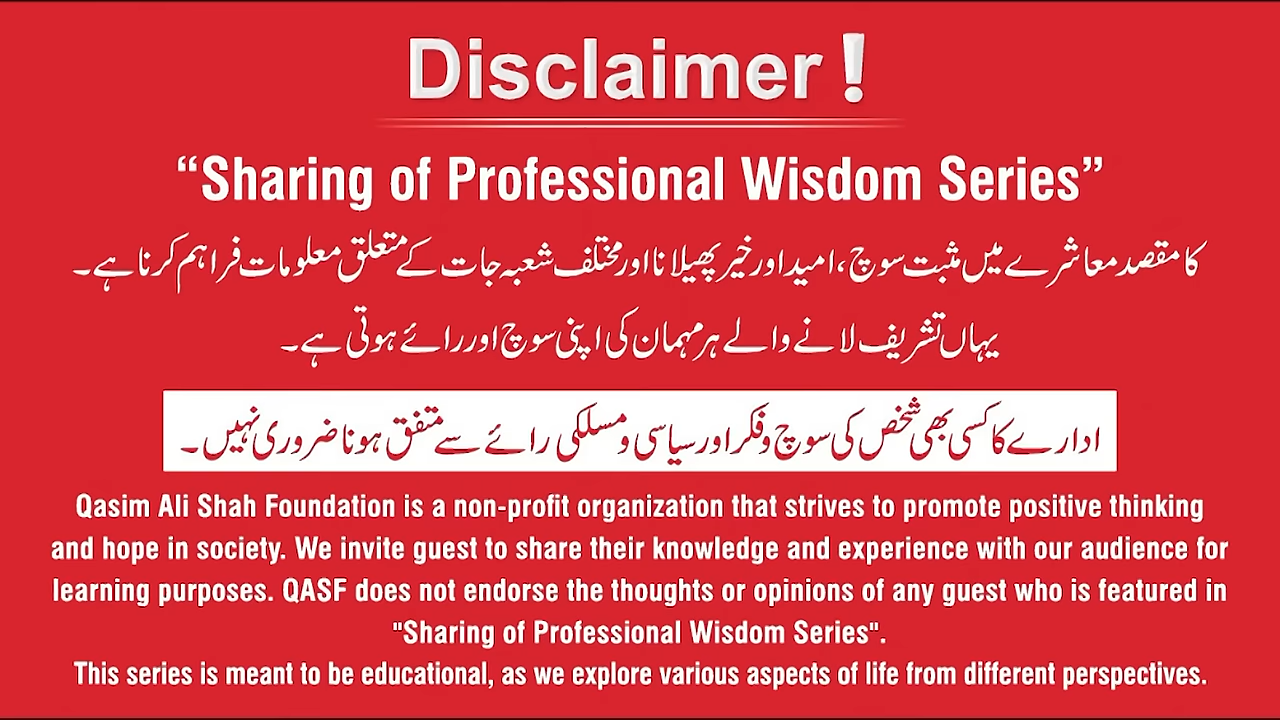 Disclaimer!
“Sharing of Professional Wisdom Series”
کا مقصد معاشرے میں مثبت سوچ، امید اور خیر پھیلانا اور مختلف شعبہ جات کے متعلق معلومات فراہم کرنا ہے۔
یہاں تشریف لانے والے ہر مہمان کی اپنی سوچ اور رائے ہوتی ہے۔
ادارے کا کسی بھی شخص کی سوچ و فکر اور سیاسی و مسلکی رائے سے متفق ہونا ضروری نہیں۔
Qasim Ali Shah Foundation is a non-profit organization that strives to promote positive thinking
and hope in society. We invite guest to share their knowledge and experience with our audience for
learning purposes. QASF does not endorse the thoughts or opinions of any guest who is featured in
"Sharing of Professional Wisdom Series".
This series is meant to be educational, as we explore various aspects of life from different perspectives.